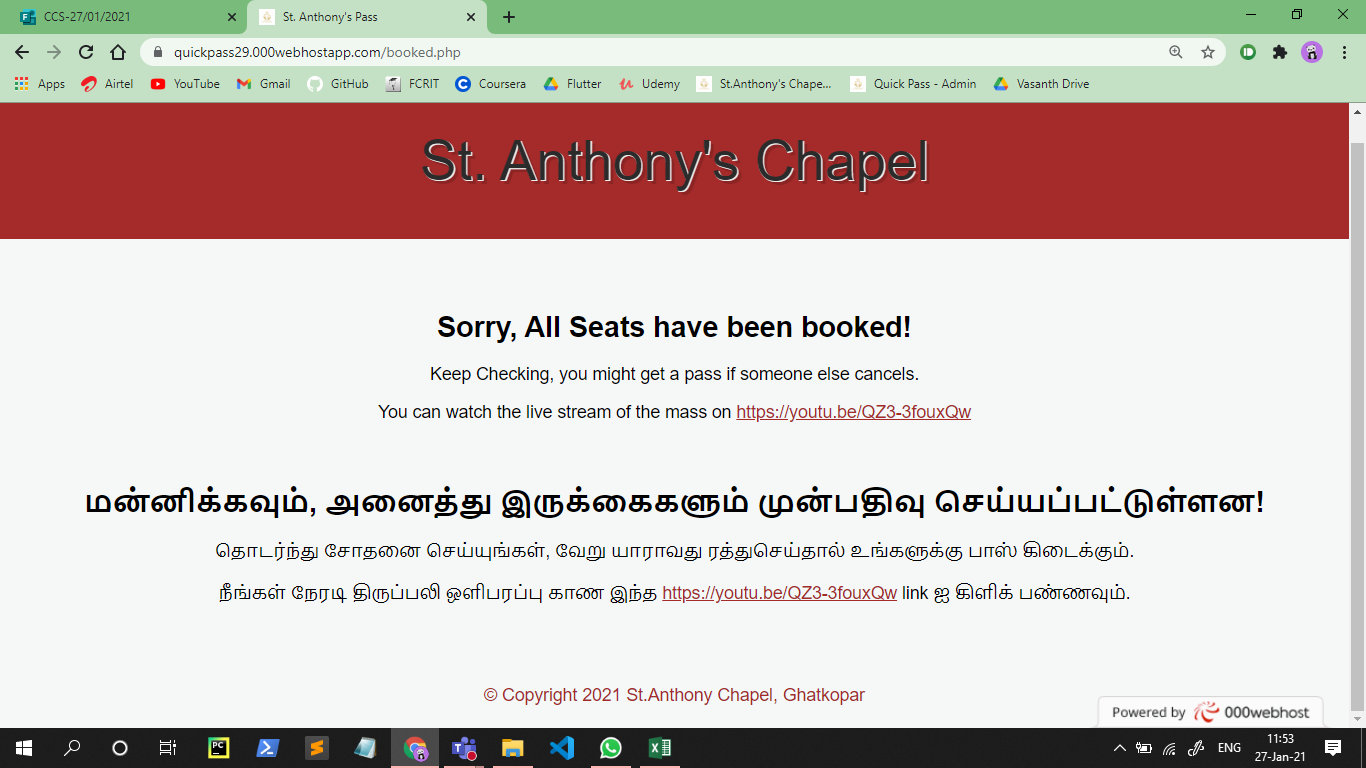 CCS-27/01/2021
St. Anthony's Pass
quickpass29.000webhostapp.com/booked.php
Apps Airtel YouTube Gmail GitHub FCRIT Coursera Flutter Udemy St.Anthony's Chape... Quick Pass - Admin Vasanth Drive
St. Anthony's Chapel
Sorry, All Seats have been booked!
Keep Checking, you might get a pass if someone else cancels.
You can watch the live stream of the mass on https://youtu.be/QZ3-3fouxQw
மன்னிக்கவும், அனைத்து இருக்கைகளும் முன்பதிவு செய்யப்பட்டுள்ளன!
தொடர்ந்து சோதனை செய்யுங்கள், வேறு யாராவது ரத்துசெய்தால் உங்களுக்கு பாஸ் கிடைக்கும்.
நீங்கள் நேரடி திருப்பலி ஒளிபரப்பு காண இந்த https://youtu.be/QZ3-3fouxQw link ஐ கிளிக் பண்ணவும்.
© Copyright 2021 St.Anthony Chapel, Ghatkopar
Powered by 000webhost
PC
ENG
11:53
27-Jan-21